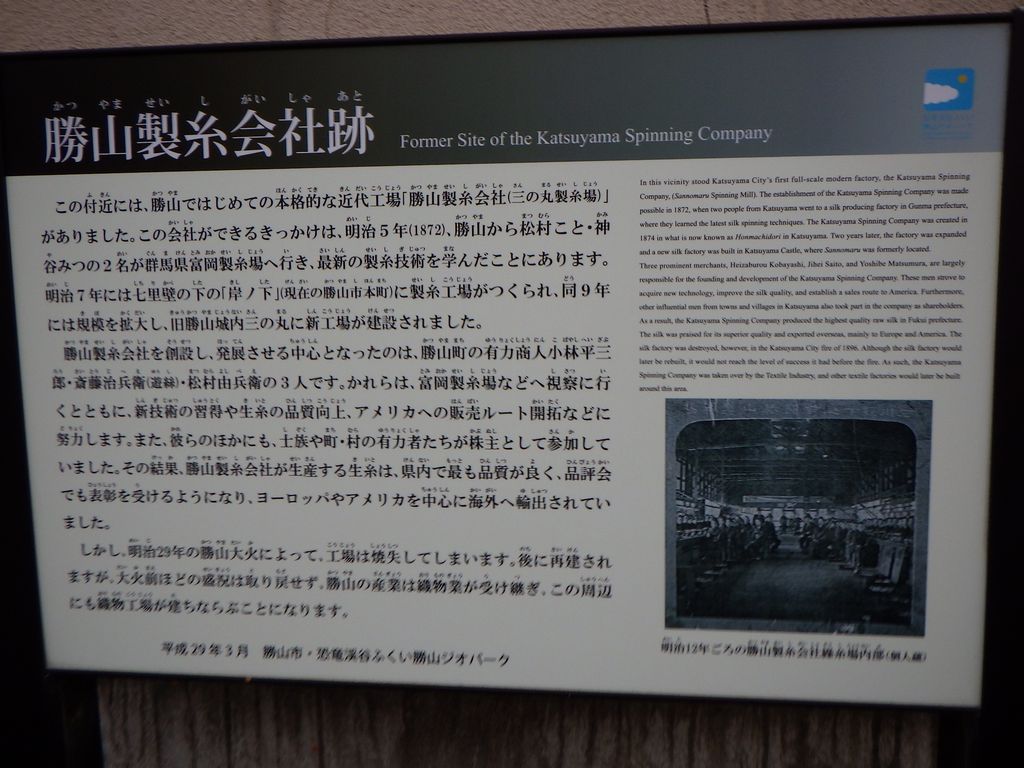 かつ やま せい し がい しゃ あと
勝山製糸会社跡 Former Site of the Katsuyama Spinning Company
この付近には、勝山ではじめての本格的な近代工場「勝山製糸会社(三の丸製糸場)」
がありました。この会社ができるきっかけは、明治5年(1872)、勝山から松村こと・神
谷みつの2名が群馬県富岡製糸場へ行き、最新の製糸技術を学んだことにあります。
明治7年には七里壁の下の「岸ノ下」(現在の勝山市本町)に製糸工場がつくられ、同9年
には規模を拡大し、旧勝山城内三の丸に新工場が建設されました。
勝山製糸会社を創設し、発展させる中心となったのは、勝山町の有力商人小林平三
郎・斎藤治兵衛(遊緑)・松村由兵衛の3人です。かれらは、富岡製糸場などへ視察に行
くとともに、新技術の習得や生糸の品質向上、アメリカへの販売ルート開拓などに
努力します。また、彼らのほかにも、士族や町・村の有力者たちが株主として参加して
いました。その結果、勝山製糸会社が生産する生糸は、県内で最も品質が良く、品評会
でも表彰を受けるようになり、ヨーロッパやアメリカを中心に海外へ輸出されてい
ました。
しかし、明治29年の勝山大火によって、工場は焼失してしまいます。後に再建され
ますが、大火前ほどの盛況は取り戻せず、勝山の産業は織物業が受け継ぎ、この周辺
にも織物工場が建ちならぶことになります。
平成29年3月 勝山市・恐竜渓谷ふくい勝山ジオパーク
In this vicinity stood Katsuyama City's first full-scale modern factory, the Katsuyama Spinning
Company, (Sannomaru Spinning Mill). The establishment of the Katsuyama Spinning Company was made
possible in 1872, when two people from Katsuyama went to a silk producing factory in Gunma prefecture,
where they learned the latest silk spinning techniques. The Katsuyama Spinning Company was created in
1874 in what is now known as Honmachidori in Katsuyama. Two years later, the factory was expanded
and a new silk factory was built in Katsuyama Castle, where Sannomaru was formerly located.
Three prominent merchants, Heizaburou Kobayashi, Jihei Saito, and Yoshibe Matsumura, are largely
responsible for the founding and development of the Katsuyama Spinning Company. These men strove to
acquire new technology, improve the silk quality, and establish a sales route to America. Furthermore,
other influential men from towns and villages in Katsuyama also took part in the company as shareholders.
As a result, the Katsuyama Spinning Company produced the highest quality raw silk in Fukui prefecture.
The silk was praised for its superior quality and exported overseas, mainly to Europe and America. The
silk factory was destroyed, however, in the Katsuyama City fire of 1896. Although the silk factory would
later be rebuilt, it would not reach the level of success it had before the fire. As such, the Katsuyama
Spinning Company was taken over by the Textile Industry, and other textile factories would later be built
around this area.
明治12年ごろの勝山製糸会社繰糸場内部(個人蔵)